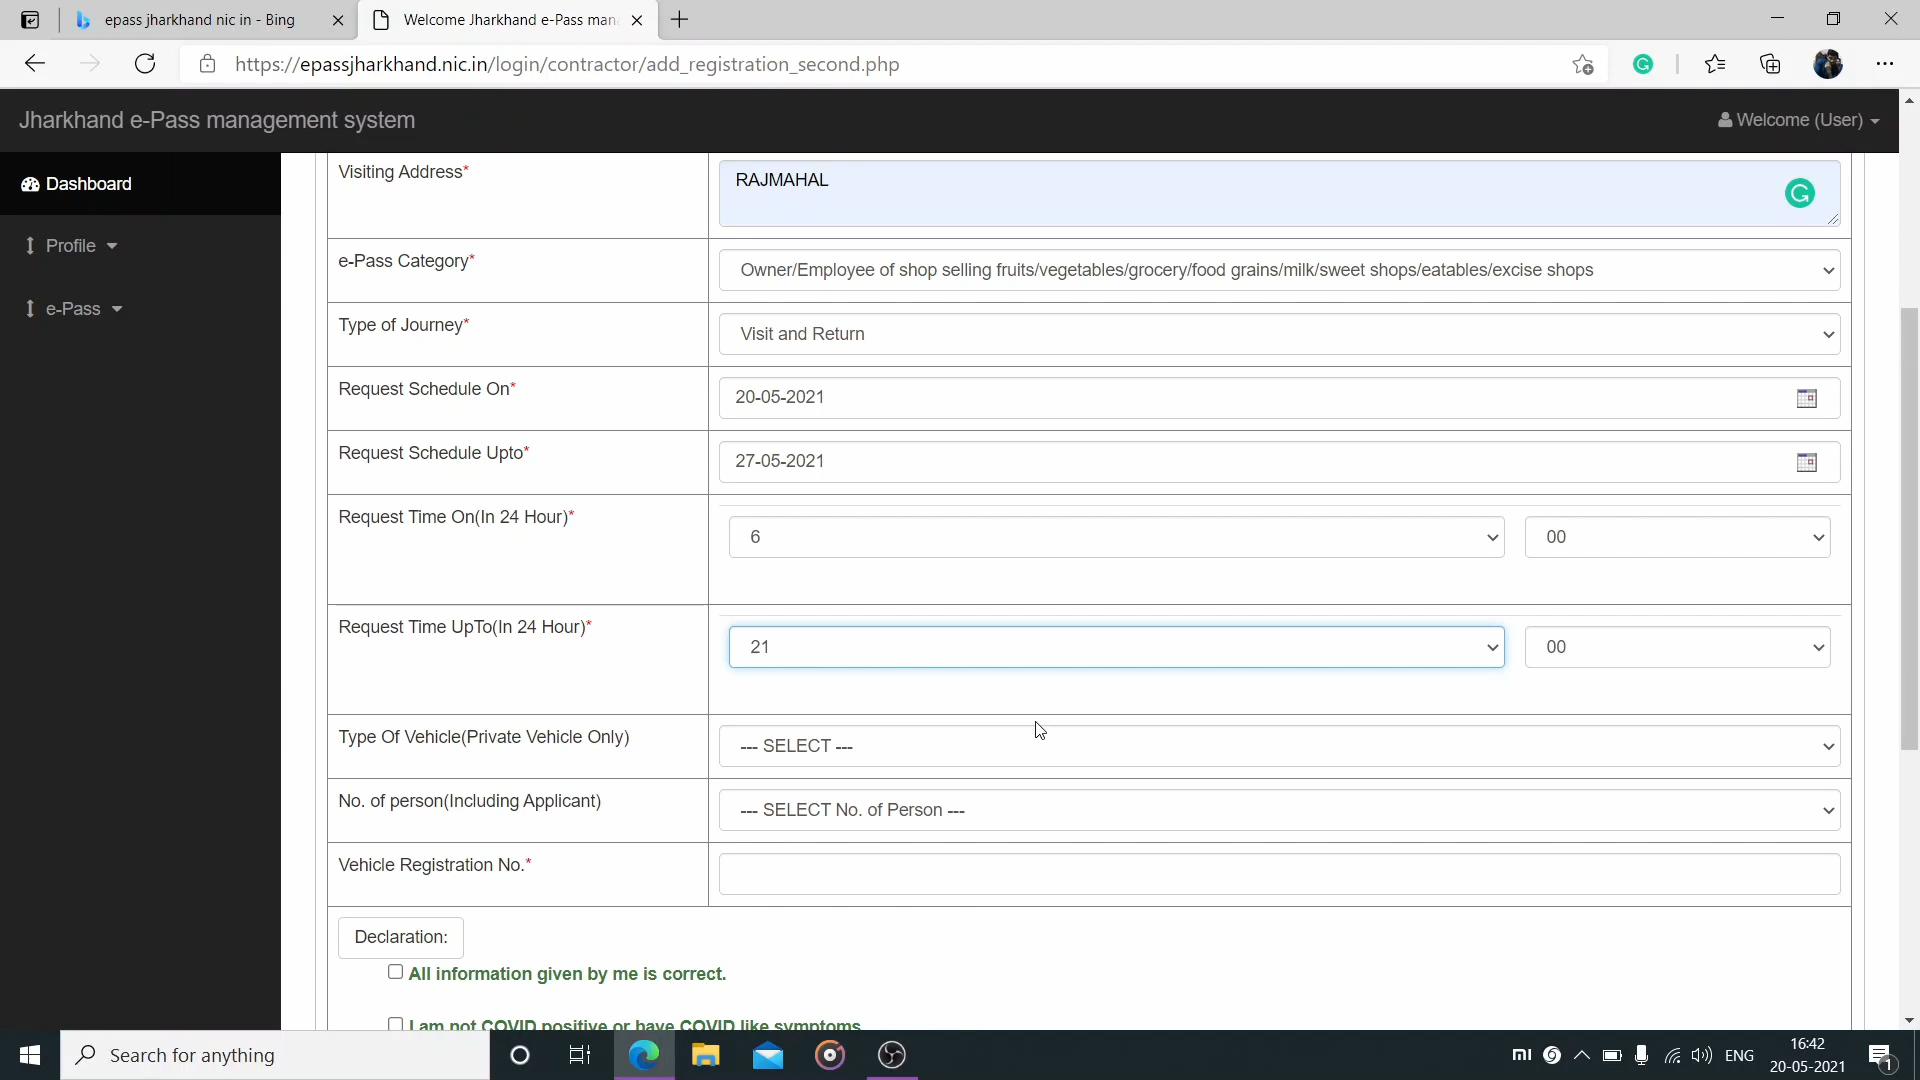 epass jharkhand nic in - Bing
Welcome Jharkhand e-Pass man
https://epassjharkhand.nic.in/login/contractor/add_registration_second.php
Jharkhand e-Pass management system
Welcome (User)
Dashboard
Profile
e-Pass
Visiting Address*
RAJMAHAL
e-Pass Category*
Owner/Employee of shop selling fruits/vegetables/grocery/food grains/milk/sweet shops/eatables/excise shops
Type of Journey*
Visit and Return
Request Schedule On*
20-05-2021
Request Schedule Upto*
27-05-2021
Request Time On(In 24 Hour)*
6
00
Request Time UpTo(In 24 Hour)*
21
00
Type Of Vehicle(Private Vehicle Only)
--- SELECT ---
No. of person(Including Applicant)
--- SELECT No. of Person ---
Vehicle Registration No.*
Declaration:
All information given by me is correct.
I am not COVID positive or have COVID like symptoms
Search for anything
mi
ENG
16:42
20-05-2021
1